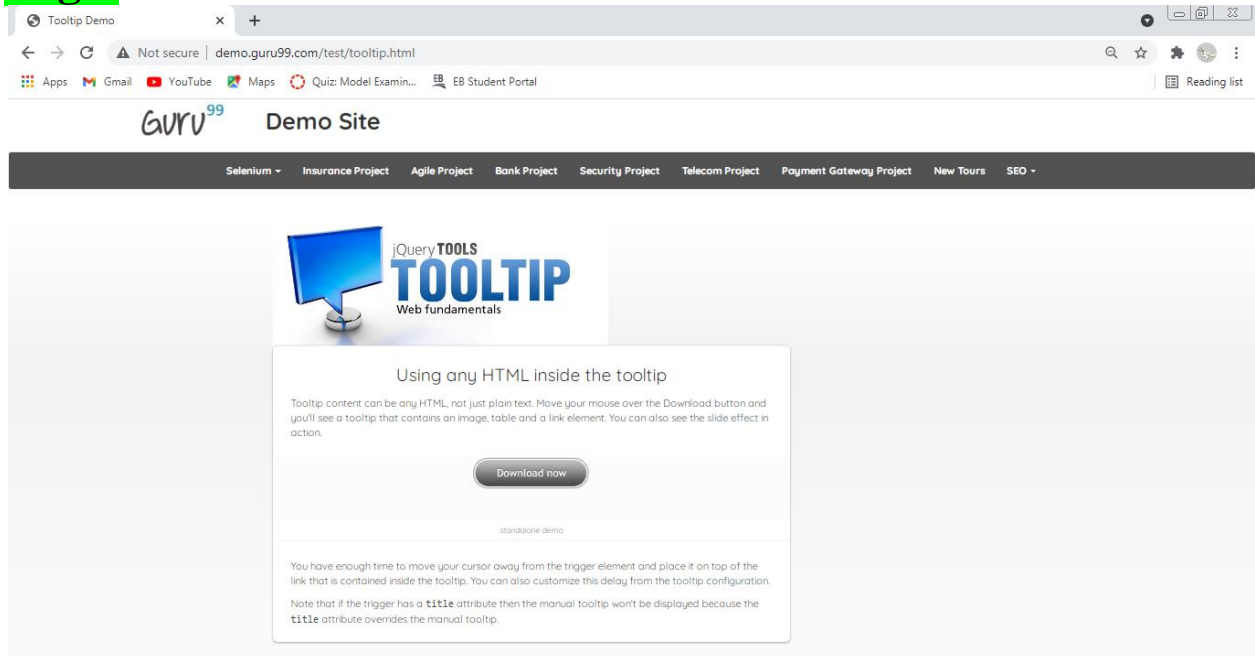 Tooltip Demo
Not secure | demo.guru99.com/test/tooltip.html
Apps Gmail YouTube Maps Quiz: Model Examin... EB EB Student Portal Reading list
Guru99 Demo Site
Selenium Insurance Project Agile Project Bank Project Security Project Telecom Project Payment Gateway Project New Tours SEO
jQuery TOOLS
TOOLTIP
Web fundamentals
Using any HTML inside the tooltip
Tooltip content can be any HTML, not just plain text. Move your mouse over the Download button and
you'll see a tooltip that contains an image, table and a link element. You can also see the slide effect in
action.
Download now
standalone demo
You have enough time to move your cursor away from the trigger element and place it on top of the
link that is contained inside the tooltip. You can also customize this delay from the tooltip configuration.
Note that if the trigger has a title attribute then the manual tooltip won't be displayed because the
title attribute overrides the manual tooltip.